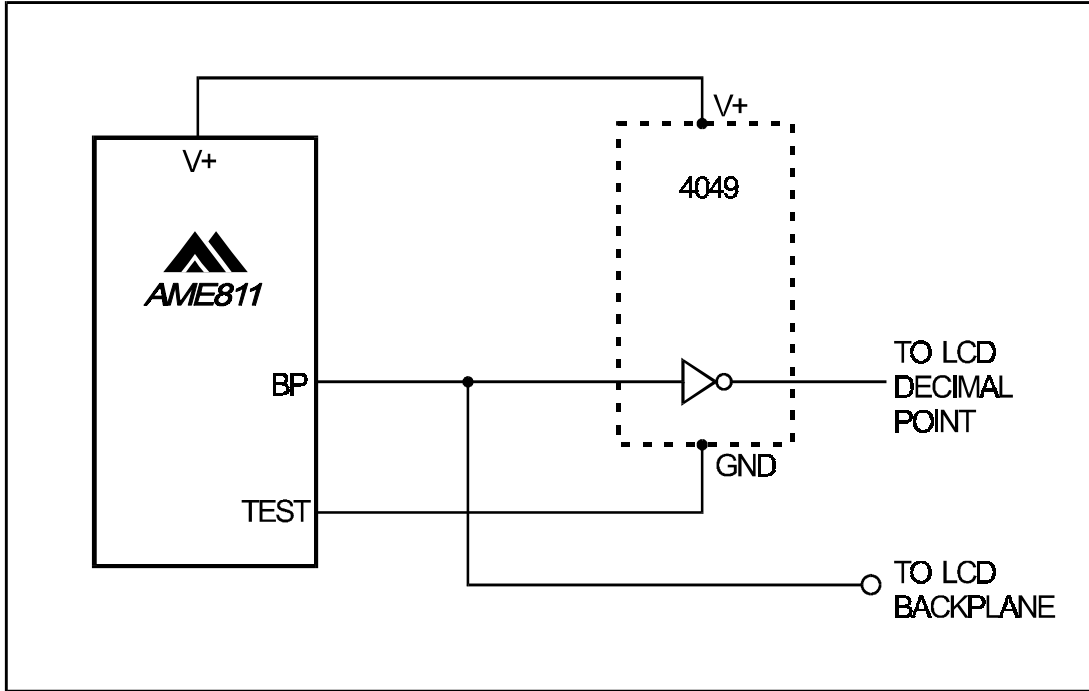 V+
V+
4049
AME811
BP
TO LCD
DECIMAL
POINT
GND
TEST
TO LCD
BACKPLANE